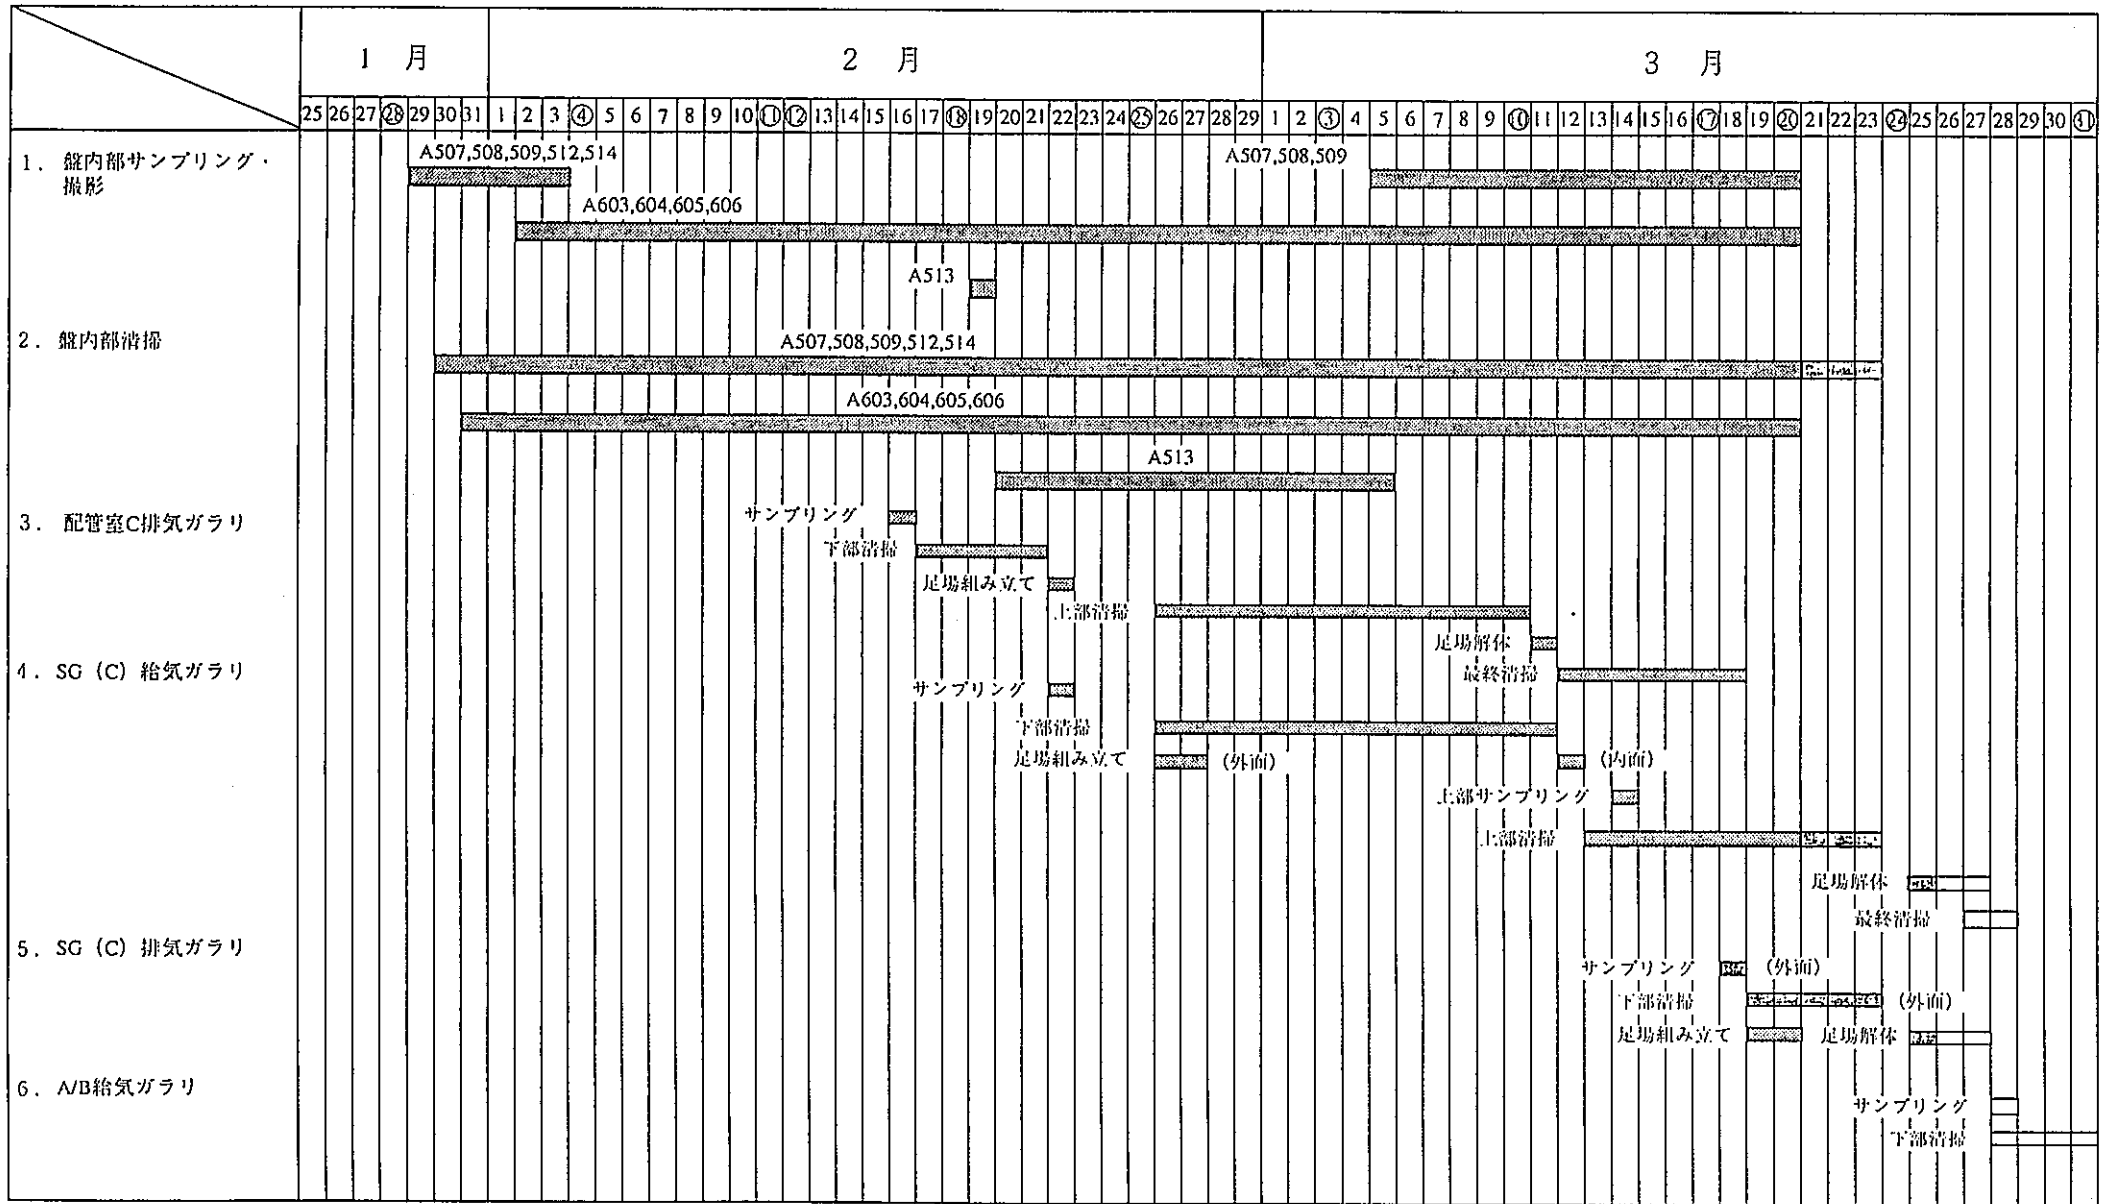 1 月 2 月 3 月
25 26 27 ㉘ 29 30 31 1 2 3 ④ 5 6 7 8 9 10 ⑪ ⑫ 13 14 15 16 17 ⑱ 19 20 21 22 23 24 ㉕ 26 27 28 29 1 2 ③ 4 5 6 7 8 9 ⑩ 11 12 13 14 15 16 ⑰ 18 19 ⑳ 21 22 23 ㉔ 25 26 27 28 29 30 ㉛
1. 盤内部サンプリング・
撮影
A507,508,509,512,514 A507,508,509
A603,604,605,606
A513
2. 盤内部清掃
A507,508,509,512,514
A603,604,605,606
A513
3. 配管室C排気ガラリ
サンプリング
下部清掃
足場組み立て
上部清掃
足場解体
最終清掃
4. SG (C) 給気ガラリ
サンプリング
下部清掃
足場組み立て (外面) (内面)
上部サンプリング
上部清掃
足場解体
最終清掃
5. SG (C) 排気ガラリ
サンプリング (外面)
下部清掃 (外面)
足場組み立て 足場解体
6. A/B給気ガラリ
サンプリング
下部清掃